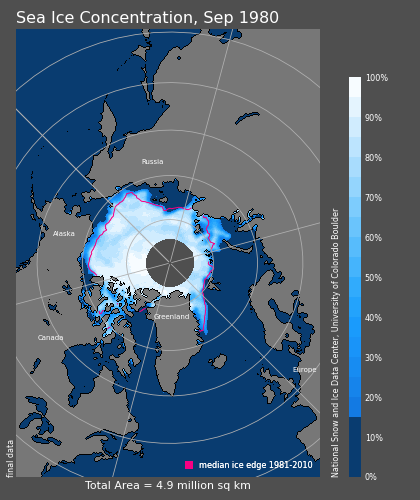 Sea Ice Concentration, Sep 1980
Russia
Alaska
Canada
Greenland
Europe
median ice edge 1981-2010
final data
Total Area = 4.9 million sq km
100%
90%
80%
70%
60%
50%
40%
30%
20%
10%
0%
National Snow and Ice Data Center, University of Colorado Boulder